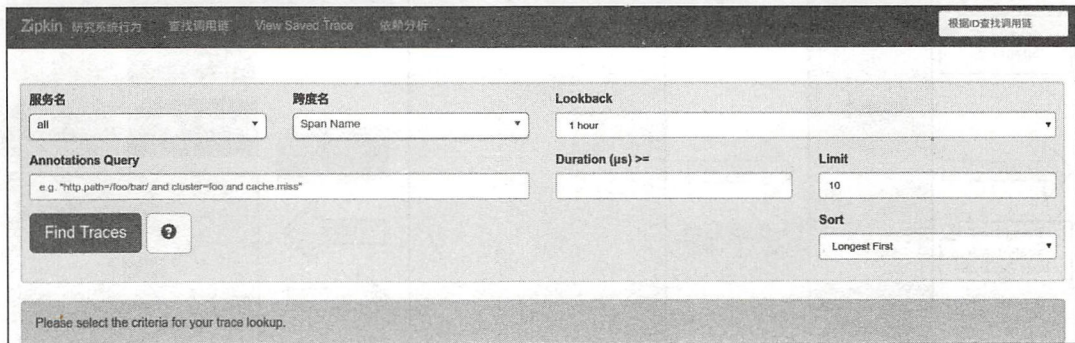 Zipkin 研究系统行为 查找调用链 View Saved Trace 依赖分析 根据ID查找调用链
服务名 跨度名 Lookback
all Span Name 1 hour
Annotations Query Duration (μs) >= Limit
e.g. "http.path=/foo/bar/ and cluster=foo and cache.miss" 10
Find Traces ? Sort
Longest First
Please select the criteria for your trace lookup.